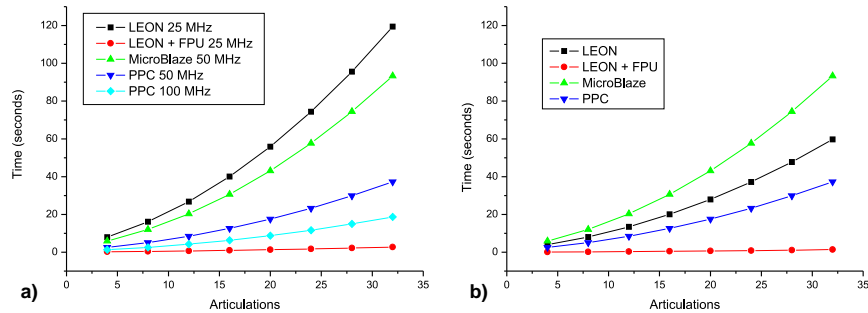 LEON 25 MHz
LEON + FPU 25 MHz
MicroBlaze 50 MHz
PPC 50 MHz
PPC 100 MHz
Time (seconds)
120
100
80
60
40
20
0
0 5 10 15 20 25 30 35
Articulations
a)
LEON
LEON + FPU
MicroBlaze
PPC
Time (seconds)
120
100
80
60
40
20
0
0 5 10 15 20 25 30 35
Articulations
b)